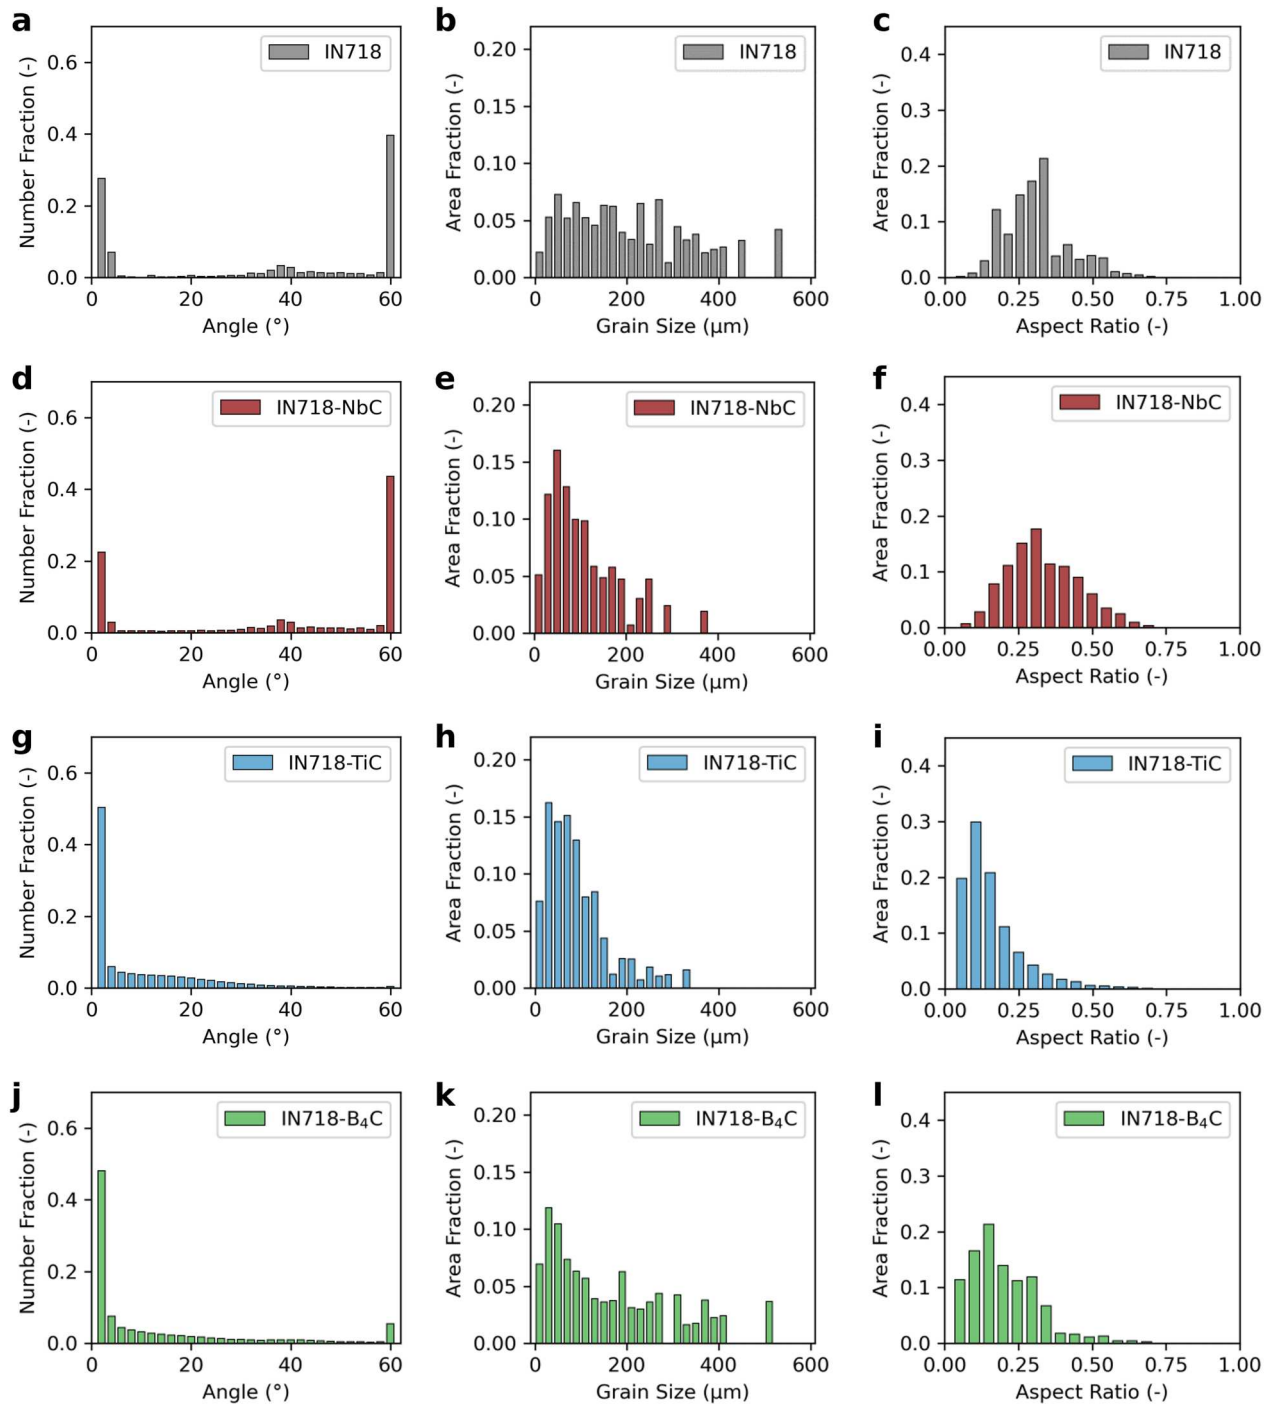 a
IN718
Number Fraction (-)
0.6
0.4
0.2
0.0
0 20 40 60
Angle (°)
b
IN718
Area Fraction (-)
0.20
0.15
0.10
0.05
0.00
0 200 400 600
Grain Size (μm)
c
IN718
Area Fraction (-)
0.4
0.3
0.2
0.1
0.0
0.00 0.25 0.50 0.75 1.00
Aspect Ratio (-)
d
IN718-NbC
Number Fraction (-)
0.6
0.4
0.2
0.0
0 20 40 60
Angle (°)
e
IN718-NbC
Area Fraction (-)
0.20
0.15
0.10
0.05
0.00
0 200 400 600
Grain Size (μm)
f
IN718-NbC
Area Fraction (-)
0.4
0.3
0.2
0.1
0.0
0.00 0.25 0.50 0.75 1.00
Aspect Ratio (-)
g
IN718-TiC
Number Fraction (-)
0.6
0.4
0.2
0.0
0 20 40 60
Angle (°)
h
IN718-TiC
Area Fraction (-)
0.20
0.15
0.10
0.05
0.00
0 200 400 600
Grain Size (μm)
i
IN718-TiC
Area Fraction (-)
0.4
0.3
0.2
0.1
0.0
0.00 0.25 0.50 0.75 1.00
Aspect Ratio (-)
j
IN718-B₄C
Number Fraction (-)
0.6
0.4
0.2
0.0
0 20 40 60
Angle (°)
k
IN718-B₄C
Area Fraction (-)
0.20
0.15
0.10
0.05
0.00
0 200 400 600
Grain Size (μm)
l
IN718-B₄C
Area Fraction (-)
0.4
0.3
0.2
0.1
0.0
0.00 0.25 0.50 0.75 1.00
Aspect Ratio (-)